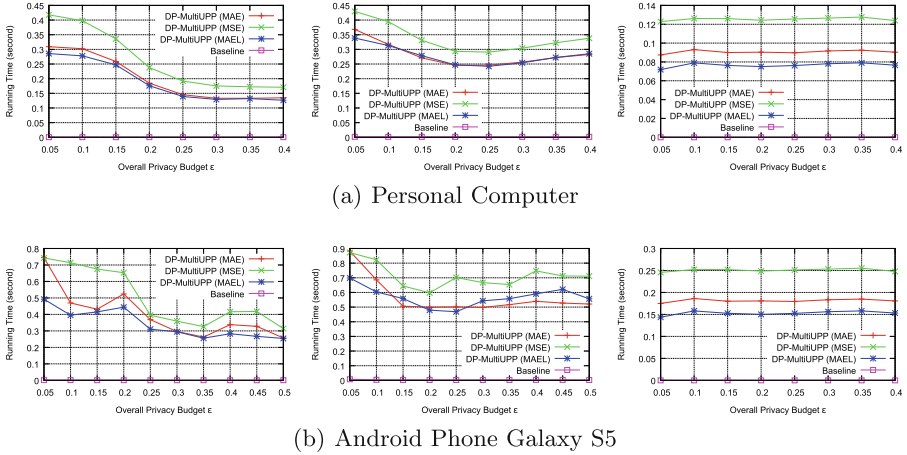 DP-MultiUPP (MAE)
DP-MultiUPP (MSE)
DP-MultiUPP (MAEL)
Baseline
Running Time (second)
0.45
0.4
0.35
0.3
0.25
0.2
0.15
0.1
0.05
0
0.05 0.1 0.15 0.2 0.25 0.3 0.35 0.4
Overall Privacy Budget ε
DP-MultiUPP (MAE)
DP-MultiUPP (MSE)
DP-MultiUPP (MAEL)
Baseline
Running Time (second)
0.45
0.4
0.35
0.3
0.25
0.2
0.15
0.1
0.05
0
0.05 0.1 0.15 0.2 0.25 0.3 0.35 0.4
Overall Privacy Budget ε
DP-MultiUPP (MAE)
DP-MultiUPP (MSE)
DP-MultiUPP (MAEL)
Baseline
Running Time (second)
0.14
0.12
0.1
0.08
0.06
0.04
0.02
0
0.05 0.1 0.15 0.2 0.25 0.3 0.35 0.4
Overall Privacy Budget ε
(a) Personal Computer
DP-MultiUPP (MAE)
DP-MultiUPP (MSE)
DP-MultiUPP (MAEL)
Baseline
Running Time (second)
0.8
0.7
0.6
0.5
0.4
0.3
0.2
0.1
0
0.05 0.1 0.15 0.2 0.25 0.3 0.35 0.4 0.45 0.5
Overall Privacy Budget ε
DP-MultiUPP (MAE)
DP-MultiUPP (MSE)
DP-MultiUPP (MAEL)
Baseline
Running Time (second)
0.9
0.8
0.7
0.6
0.5
0.4
0.3
0.2
0.1
0
0.05 0.1 0.15 0.2 0.25 0.3 0.35 0.4 0.45 0.5
Overall Privacy Budget ε
DP-MultiUPP (MAE)
DP-MultiUPP (MSE)
DP-MultiUPP (MAEL)
Baseline
Running Time (second)
0.3
0.25
0.2
0.15
0.1
0.05
0
0.05 0.1 0.15 0.2 0.25 0.3 0.35 0.4
Overall Privacy Budget ε
(b) Android Phone Galaxy S5